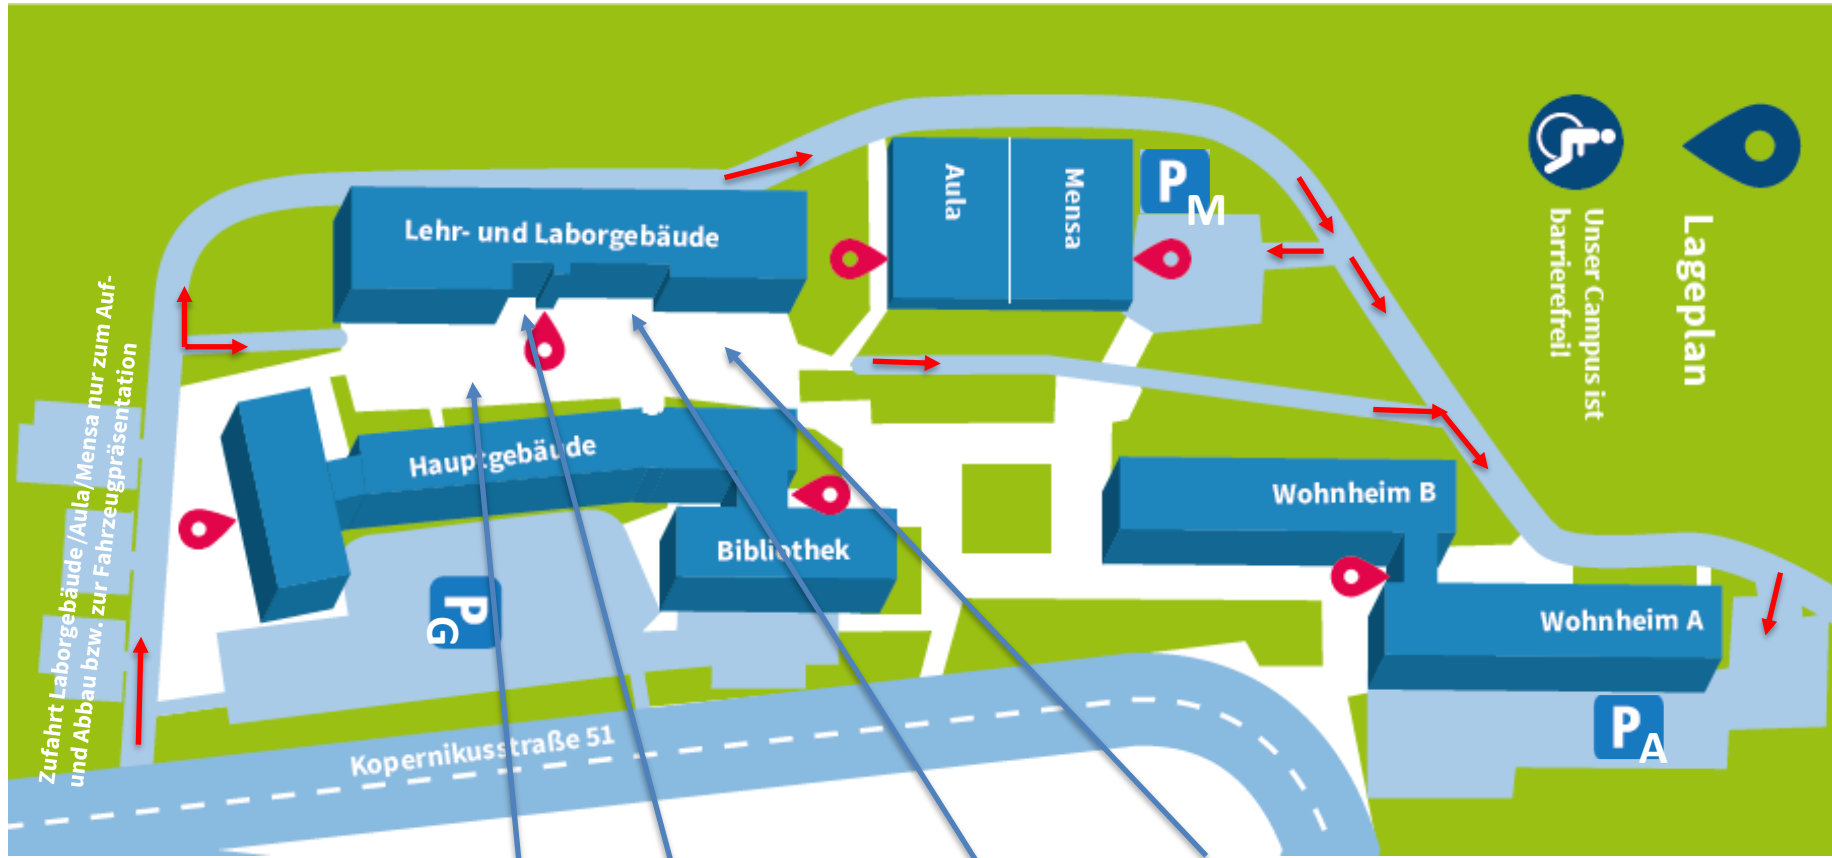 Lehr- und Laborgebäude
Aula
Mensa
P
M
Unser Campus ist
barrierefrei!
Lageplan
Zufahrt Laborgebäude /Aula/Mensa nur zum Auf-
und Abbau bzw. zur Fahrzeugpräsentation
Hauptgebäude
Bibliothek
P
G
Wohnheim B
Wohnheim A
P
A
Kopernikusstraße 51